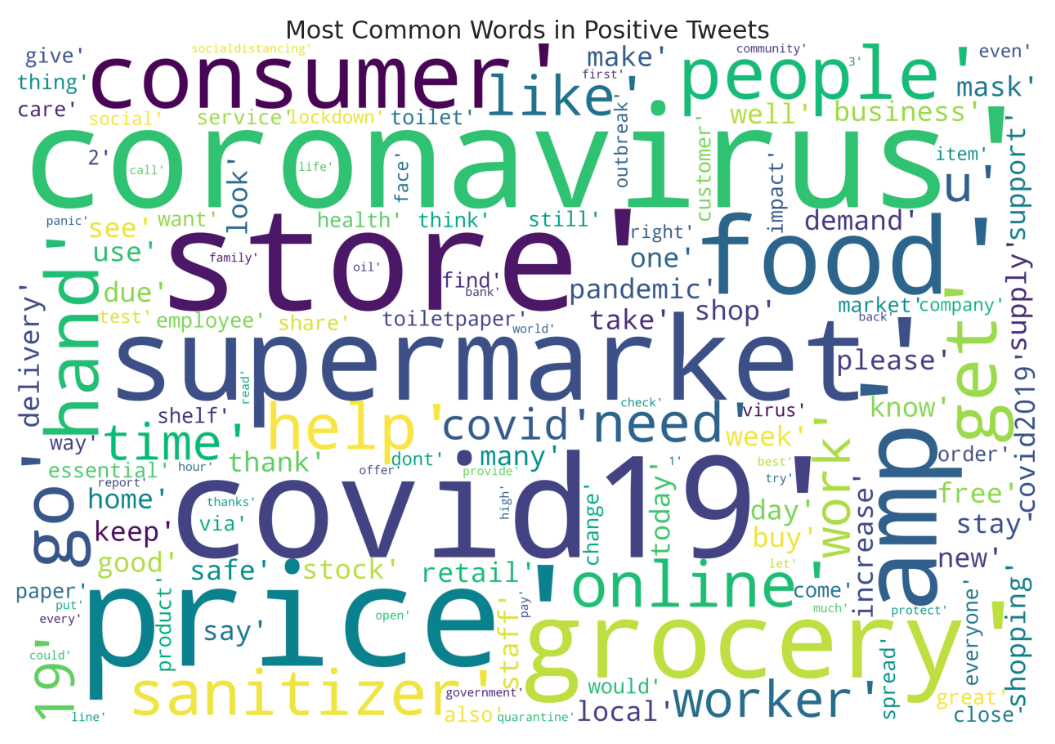 Most Common Words in Positive Tweets
give' socialdistancing' make' community' 3' even'
consumer' like' people'
thing' first' mask'
care' social' service' lockdown' toilet' well' business'
coronavirus'
2' call' life' face' outbreak' customer' impact' item' u' support'
look'
panic' see' want' health' think' still' right' demand'
store' food'
use' family' oil' find' bank' one' pandemic'
hand' due' market' company' supply'
test' employee' share' toiletpaper' world' take' shop' back'
delivery' supermarket' please' get'
read' check'
shelf' help' covid' need' virus' know'
way' time' week' work' amp' order' covid2019'
essential' hour' thank' offer' dont' many' provide' 1' best' try'
go' report' home' thanks' covid19' high' change' today' day' increase' free'
keep' via' buy' stay
good' safe' stock' retail' let' new'
paper' product' price' online' come' shopping'
put' every' open' pay' much' protect'
say' staff' grocery' everyone'
could' spread'
19' sanitizer' government' would' worker' great'
line' also' quarantine' local' close